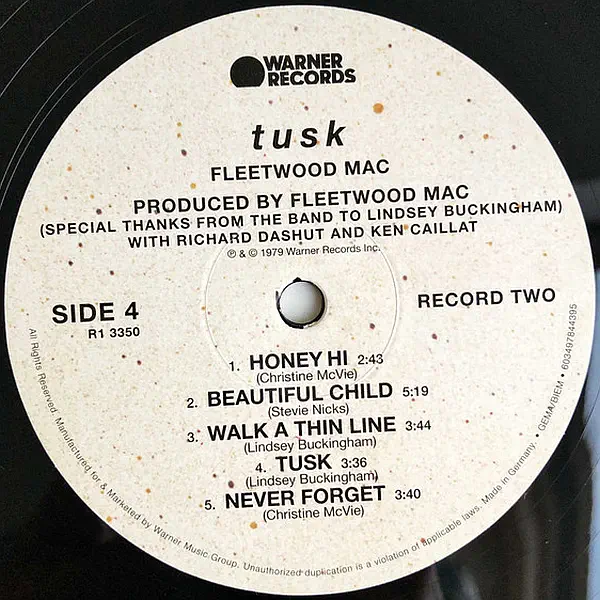 WARNER
RECORDS
tusk
FLEETWOOD MAC
PRODUCED BY FLEETWOOD MAC
(SPECIAL THANKS FROM THE BAND TO LINDSEY BUCKINGHAM)
WITH RICHARD DASHUT AND KEN CAILLAT
℗ & © 1979 Warner Records Inc.
SIDE 4
R1 3350
RECORD TWO
1. HONEY HI 2:43
(Christine McVie)
2. BEAUTIFUL CHILD 5:19
(Stevie Nicks)
3. WALK A THIN LINE 3:44
(Lindsey Buckingham)
4. TUSK 3:36
(Lindsey Buckingham)
5. NEVER FORGET 3:40
(Christine McVie)
All Rights Reserved. Manufactured for & Marketed by Warner Music Group. Unauthorized duplication is a violation of applicable laws. Made in Germany. • GEMA/BIEM • 603497844395